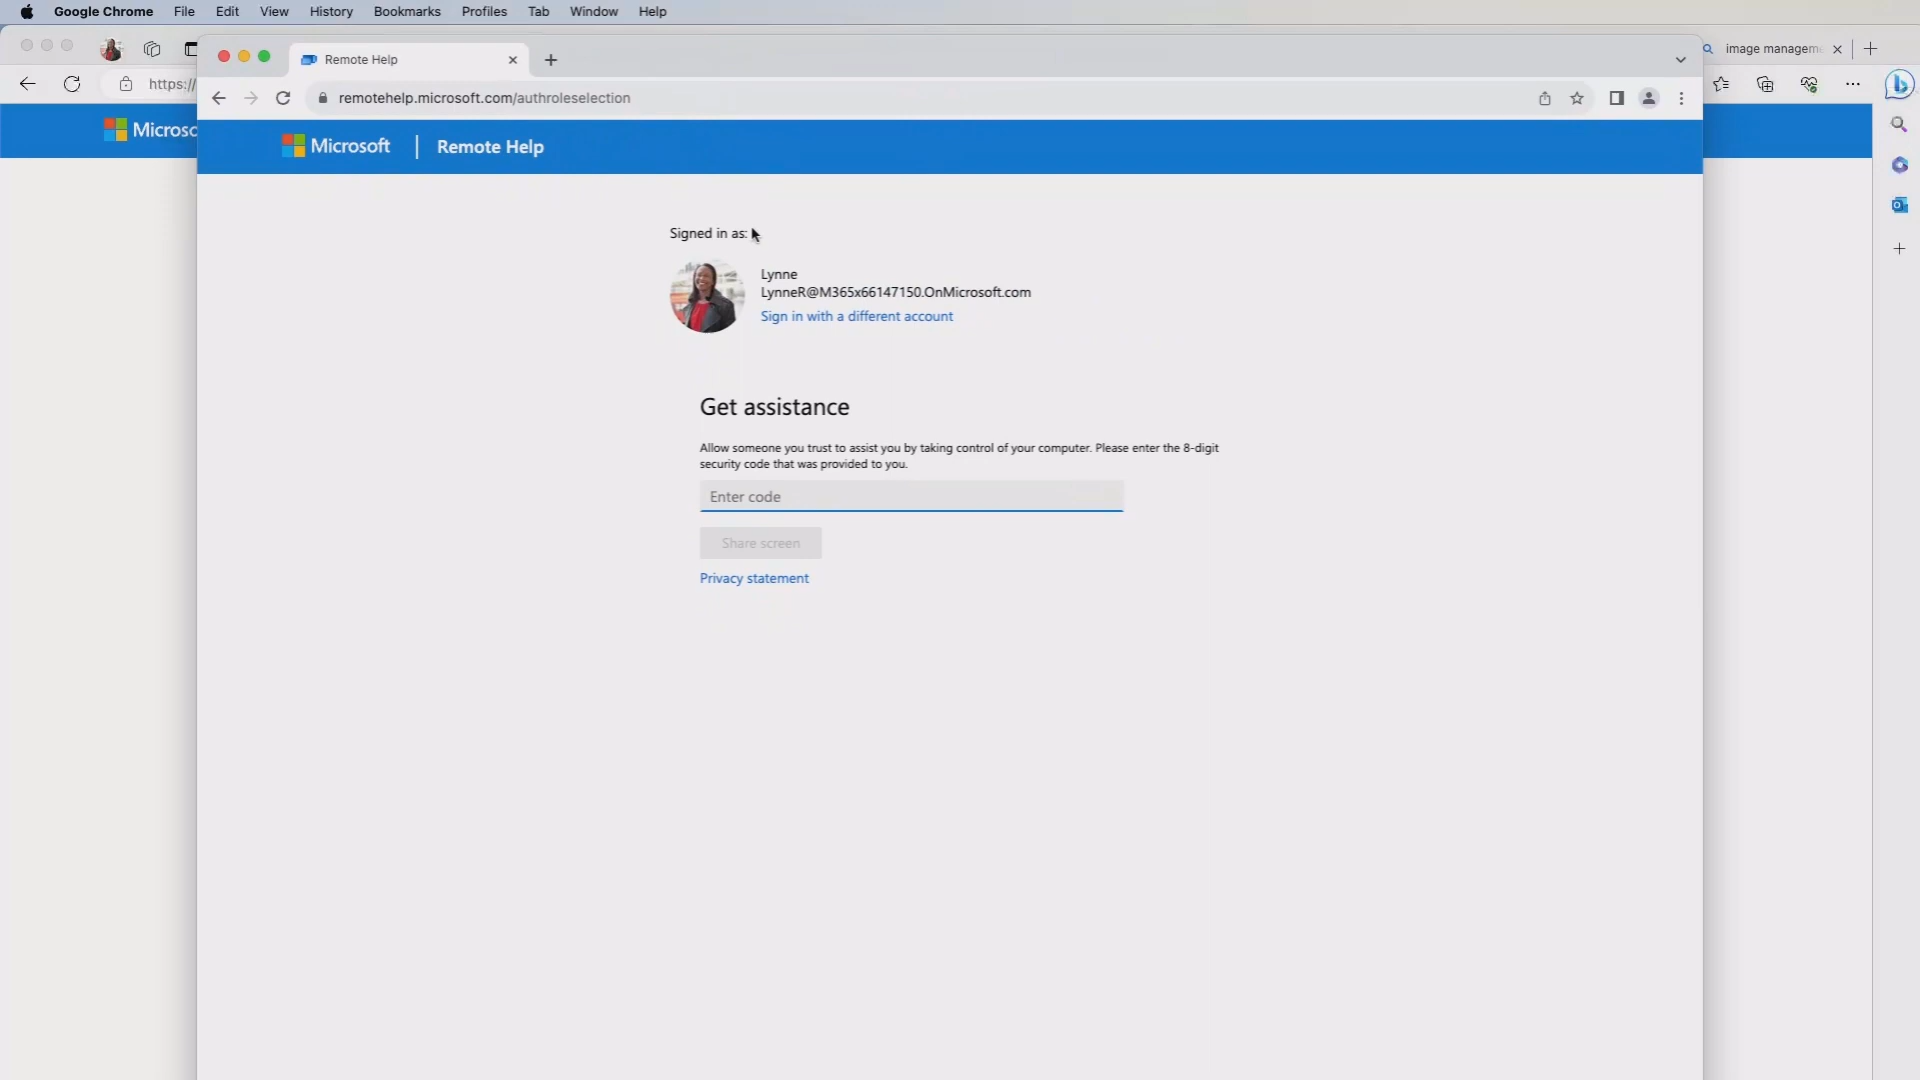 Google Chrome File Edit View History Bookmarks Profiles Tab Window Help
Remote Help
image managem
https://
remotehelp.microsoft.com/authroleselection
Microso
Microsoft | Remote Help
Signed in as:
Lynne
LynneR@M365x66147150.OnMicrosoft.com
Sign in with a different account
Get assistance
Allow someone you trust to assist you by taking control of your computer. Please enter the 8-digit
security code that was provided to you.
Enter code
Share screen
Privacy statement